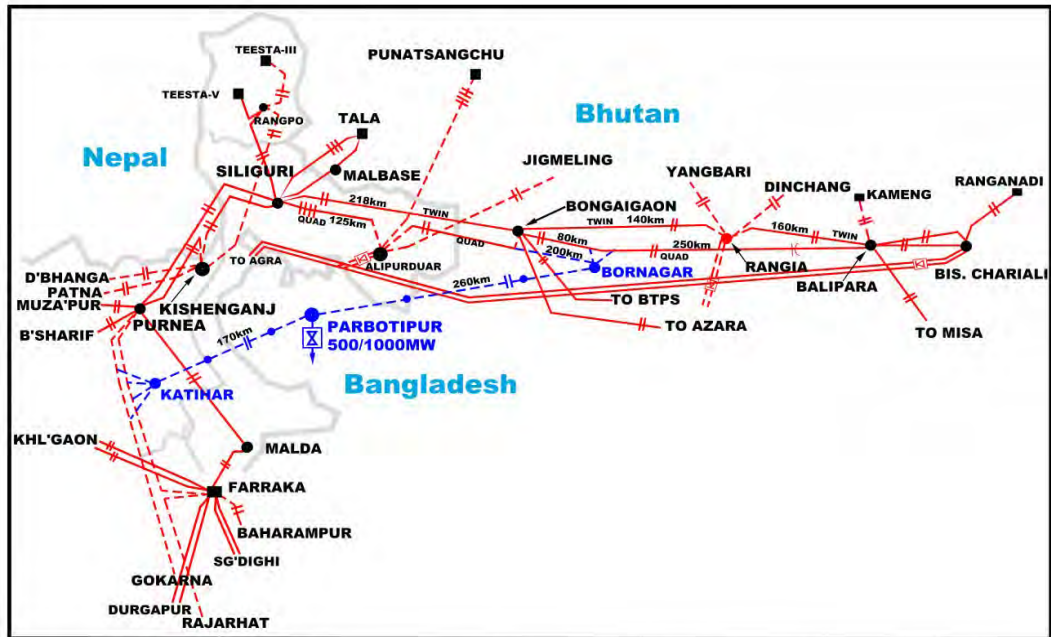 TEESTA-III
PUNATSANGCHU
TEESTA-V
RANGPO
TALA
Bhutan
Nepal
JIGMELING
YANGBARI
DINCHANG
KAMENG
RANGANADI
SILIGURI
MALBASE
218km
TWIN
BONGAIGAON
TWIN
140km
160km
TWIN
QUAD
125km
QUAD
80km
200km
250km
QUAD
TO AGRA
ALIPURDUAR
BORNAGAR
RANGIA
BALIPARA
BIS. CHARIALI
D'BHANGA
PATNA
MUZA'PUR
KISHENGANJ
PURNEA
B'SHARIF
260km
TO BTPS
TO AZARA
TO MISA
170km
PARBOTIPUR
500/1000MW
Bangladesh
KATIHAR
KHL'GAON
MALDA
FARRAKA
BAHARAMPUR
SG'DIGHI
GOKARNA
DURGAPUR
RAJARHAT